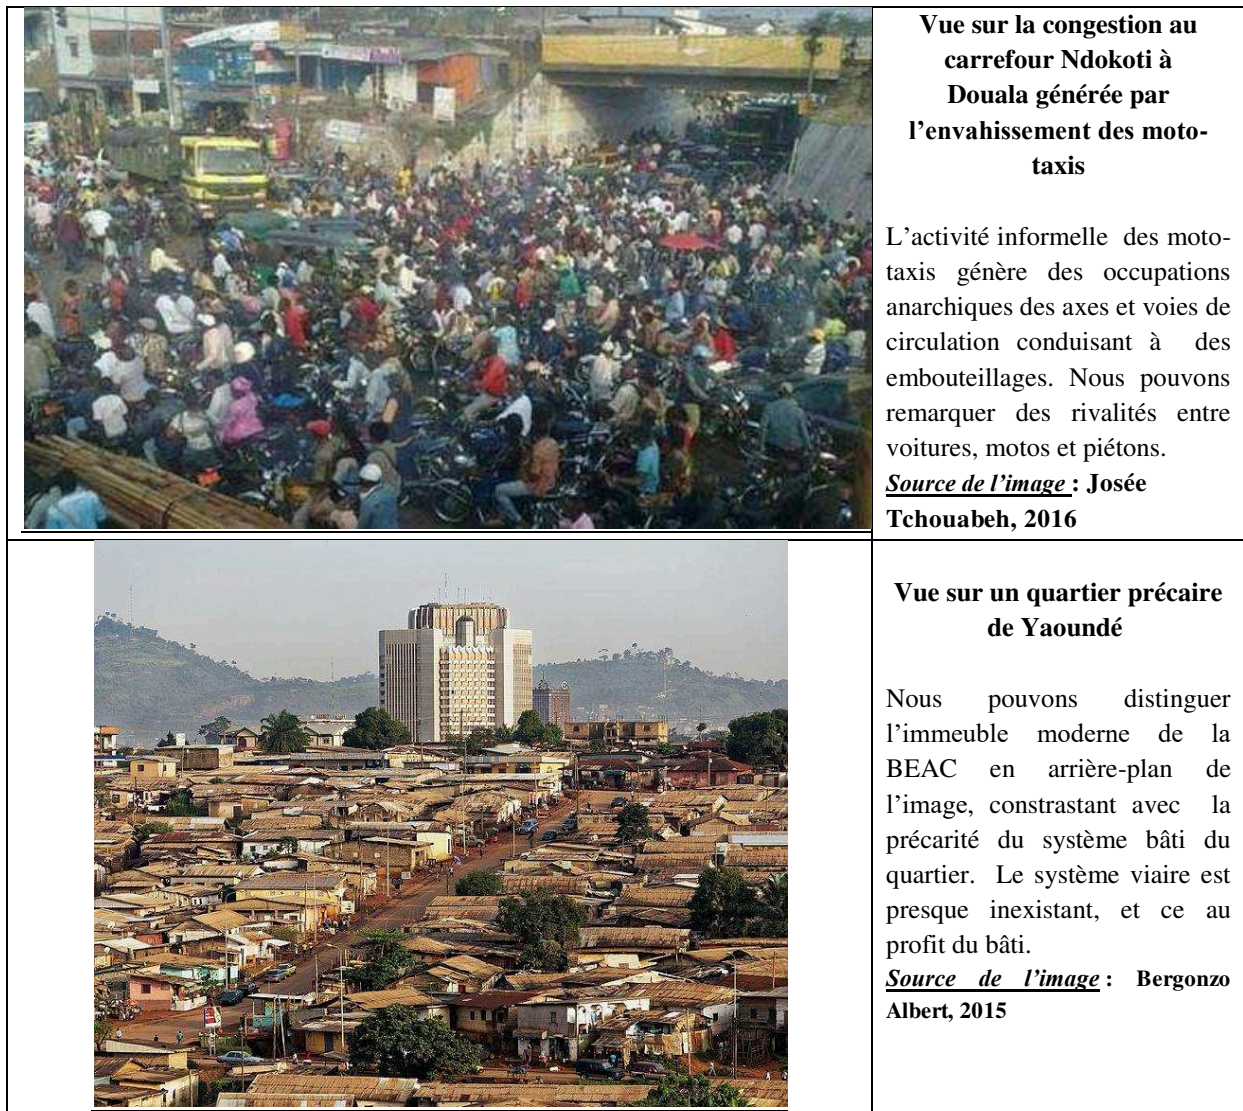 Vue sur la congestion au
carrefour Ndokoti à
Douala générée par
l’envahissement des moto-
taxis
L’activité informelle des moto-
taxis génère des occupations
anarchiques des axes et voies de
circulation conduisant à des
embouteillages. Nous pouvons
remarquer des rivalités entre
voitures, motos et piétons.
Source de l’image : Josée
Tchouabeh, 2016
Vue sur un quartier précaire
de Yaoundé
Nous pouvons distinguer
l’immeuble moderne de la
BEAC en arrière-plan de
l’image, constrastant avec la
précarité du système bâti du
quartier. Le système viaire est
presque inexistant, et ce au
profit du bâti.
Source de l’image : Bergonzo
Albert, 2015